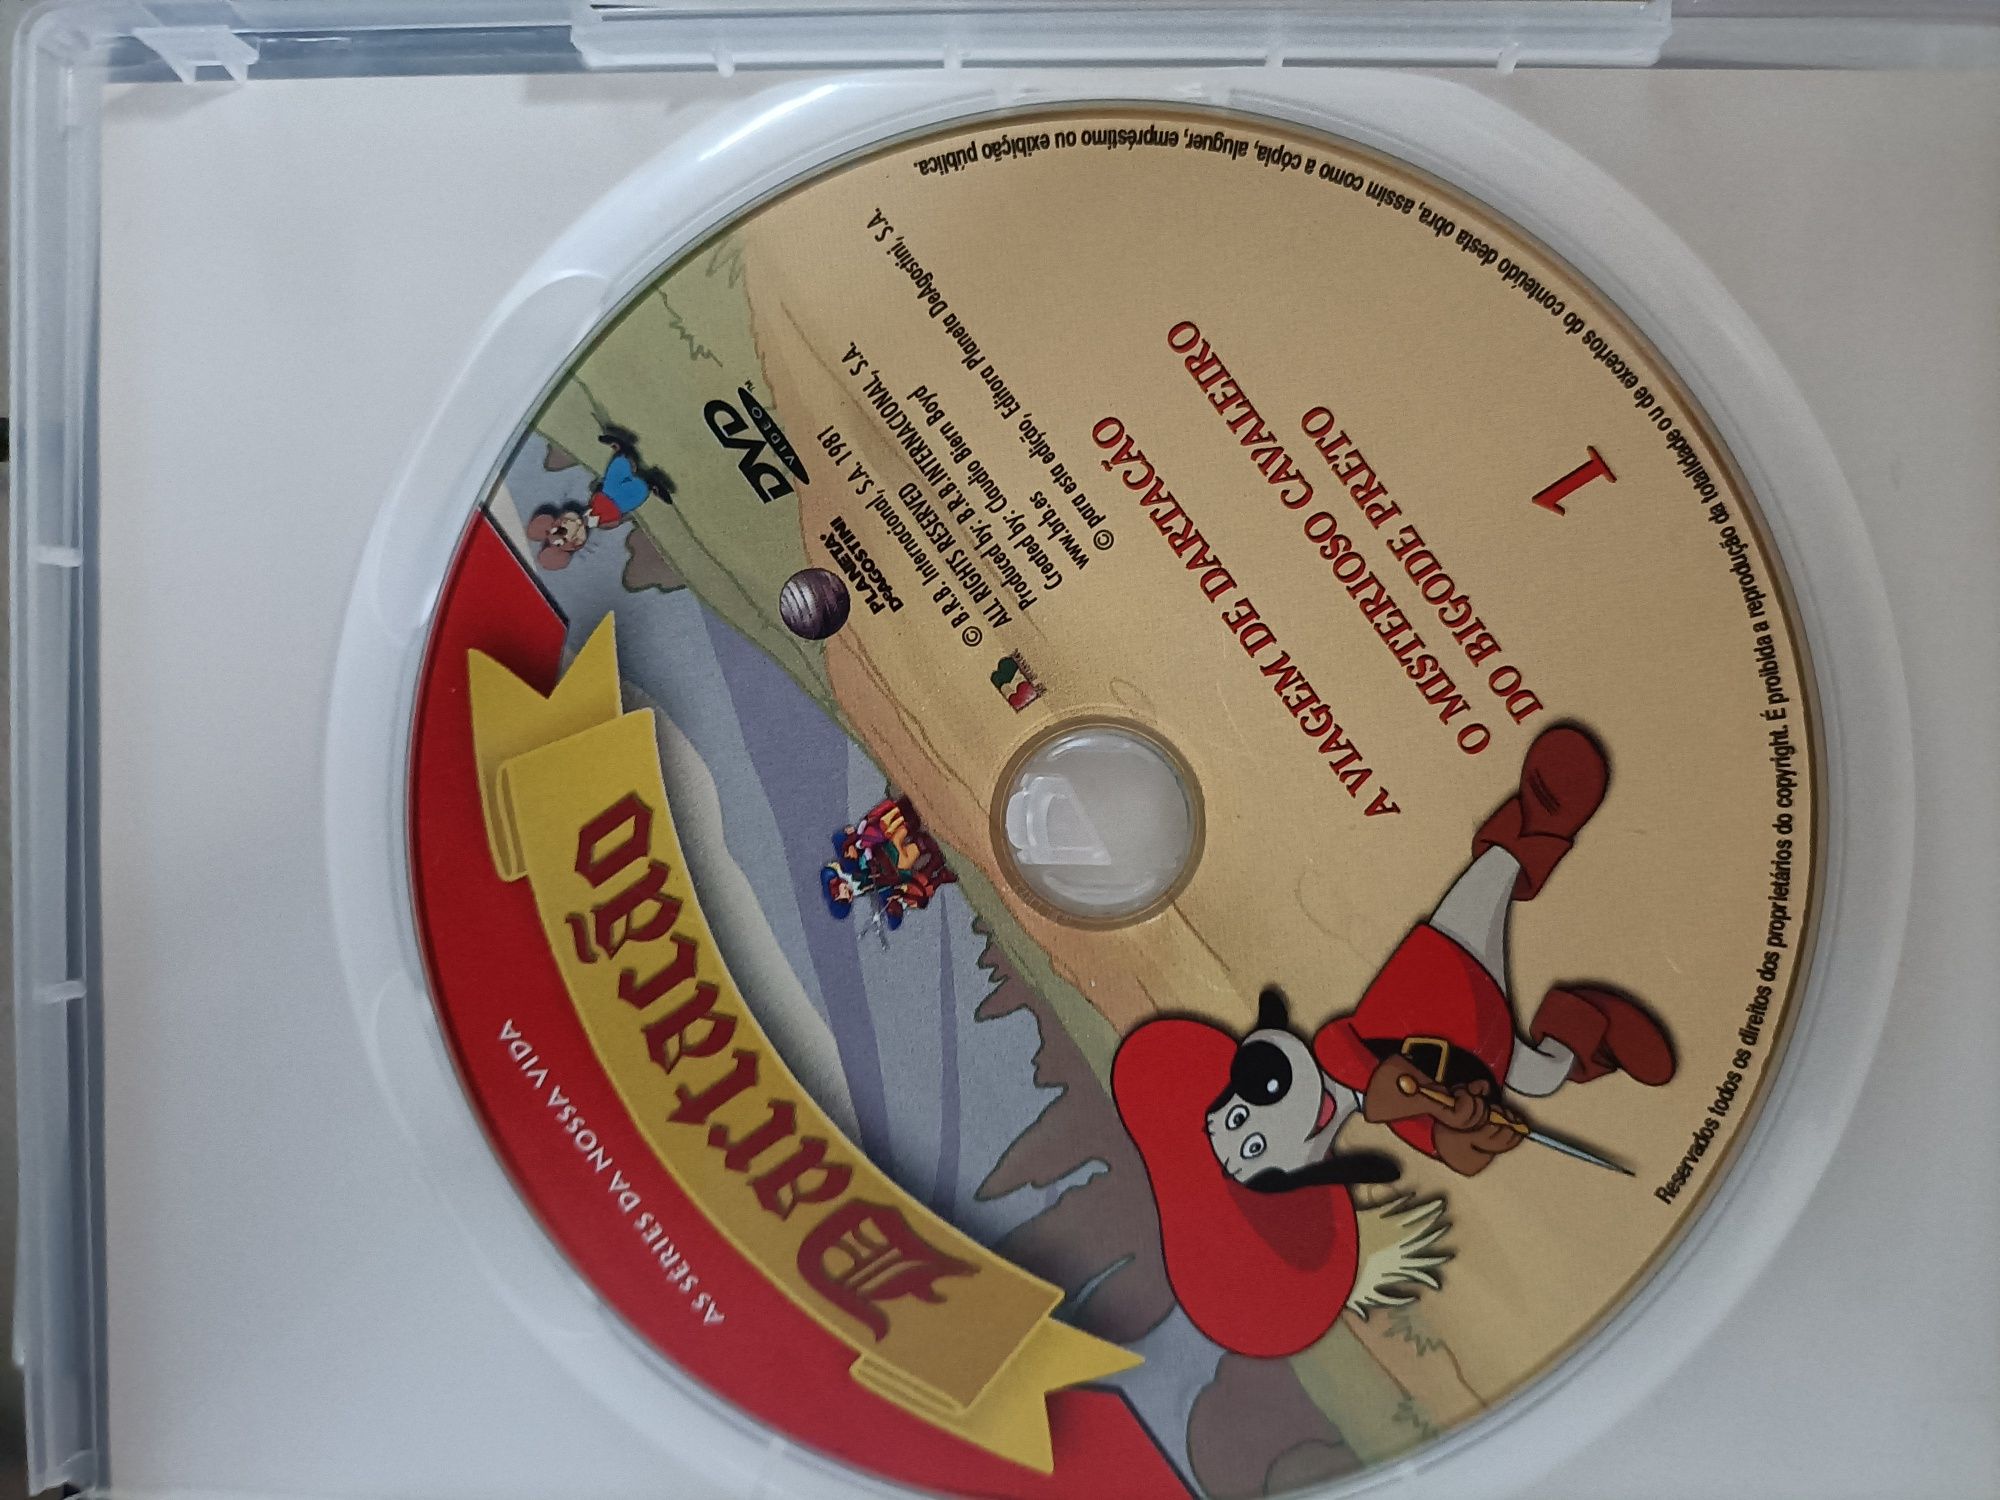 AS SÉRIES DA NOSSA VIDA
Dartacão
DVD
VIDEO
TM
PLANETA
DeAGOSTINI
© B.R.B. Internacional, S.A. 1981
ALL RIGHTS RESERVED
Produced by: B.R.B.INTERNACIONAL, S.A.
Created by: Claudio Biern Boyd
www.brb.es
© para esta edição, Editora Planeta DeAgostini, S.A.
A VIAGEM DE DARTACÃO
O MISTERIOSO CAVALEIRO
DO BIGODE PRETO
1
Reservados todos os direitos dos proprietários do copyright. É proibida a reprodução da totalidade ou de excertos do conteúdo desta obra, assim como a cópia, aluguer, empréstimo ou exibição pública.